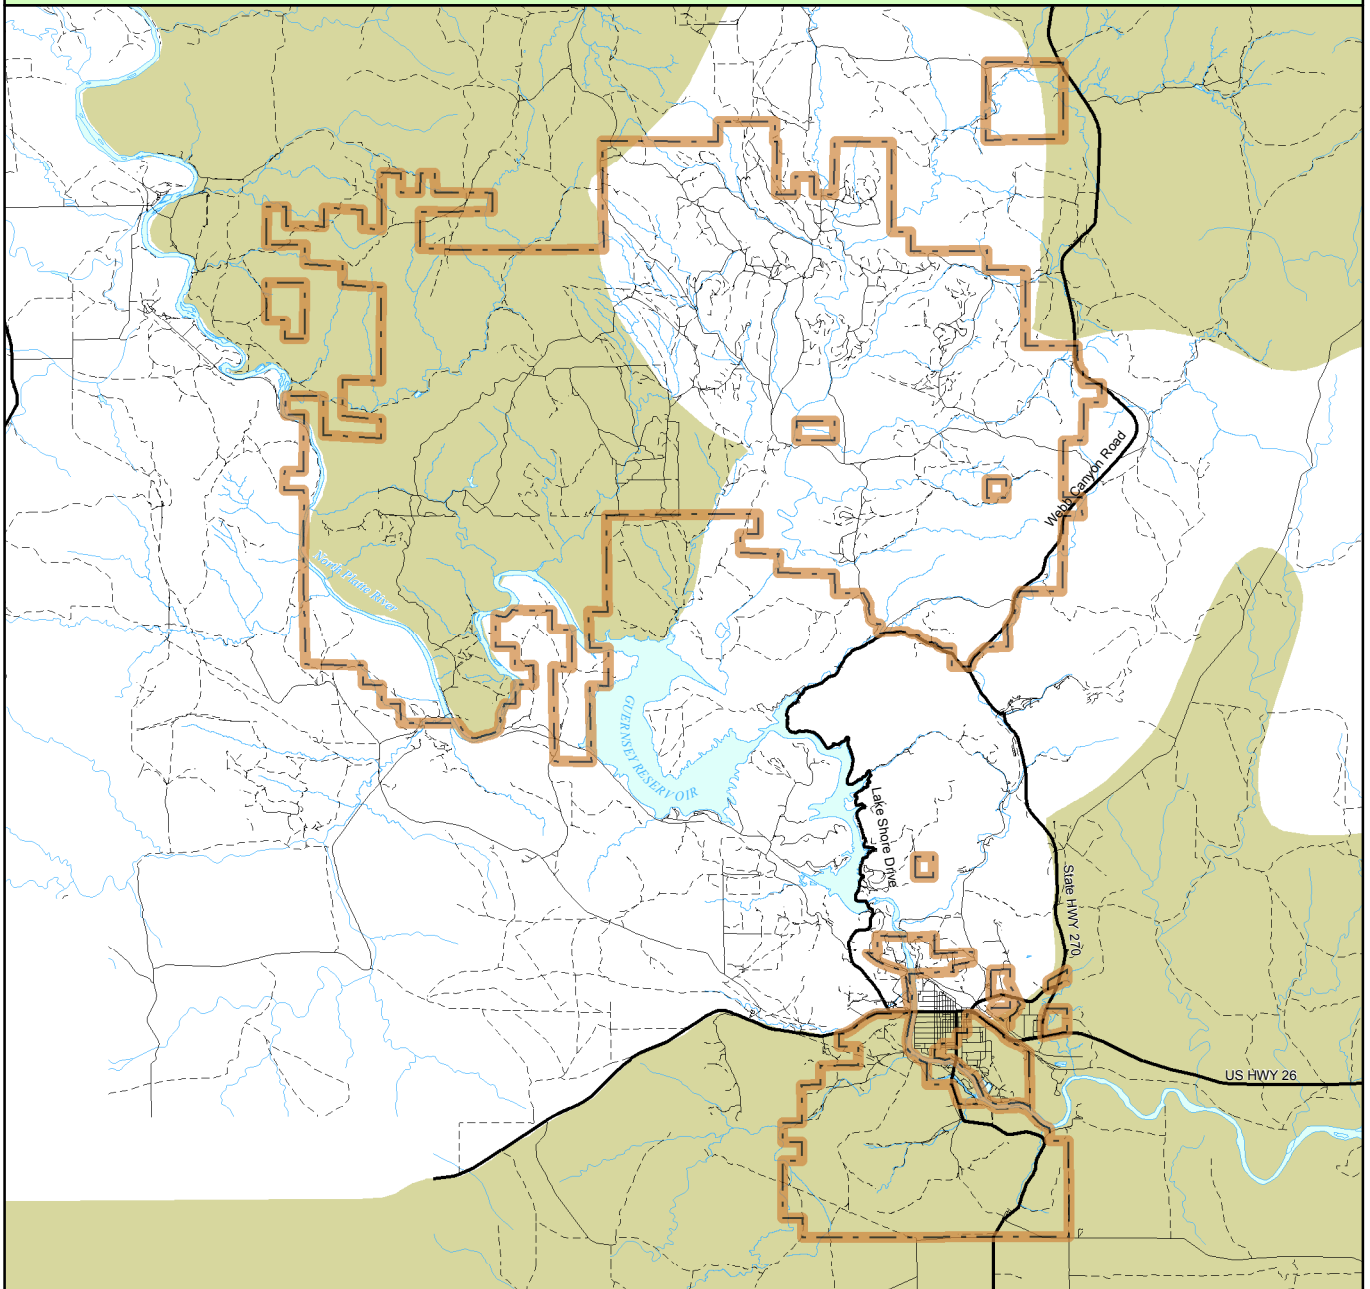 Webb Canyon Road
North Platte River
GUERNSEY RESERVOIR
Lake Shore Drive
State HWY 270
US HWY 26